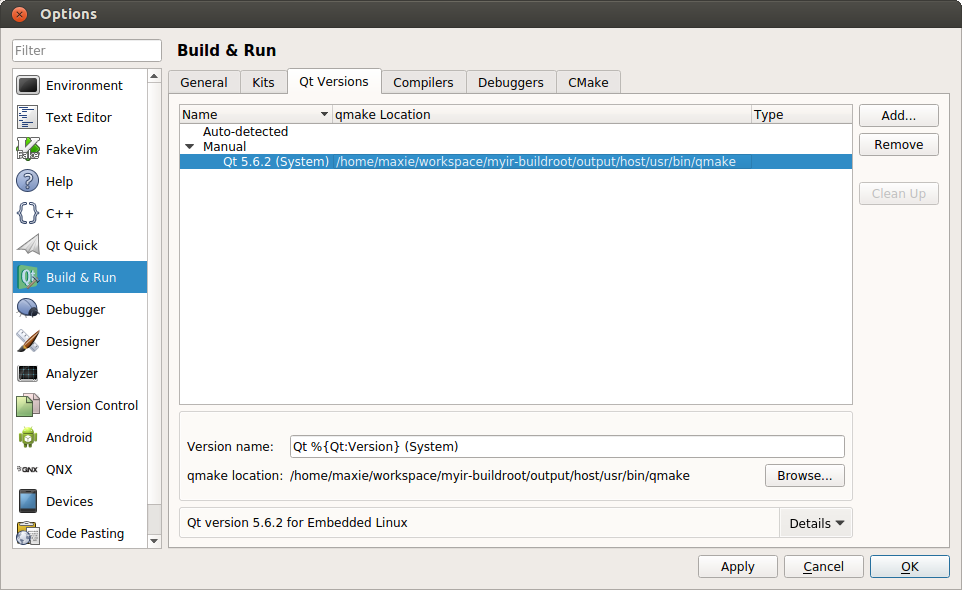 Options
Filter
Environment
Text Editor
FakeVim
Help
C++
Qt Quick
Build & Run
Debugger
Designer
Analyzer
Version Control
Android
QNX
Devices
Code Pasting
Build & Run
General Kits Qt Versions Compilers Debuggers CMake
Name qmake Location Type
Auto-detected
Manual
Qt 5.6.2 (System) /home/maxie/workspace/myir-buildroot/output/host/usr/bin/qmake
Add...
Remove
Clean Up
Version name: Qt %{Qt:Version} (System)
qmake location: /home/maxie/workspace/myir-buildroot/output/host/usr/bin/qmake Browse...
Qt version 5.6.2 for Embedded Linux Details
Apply Cancel OK